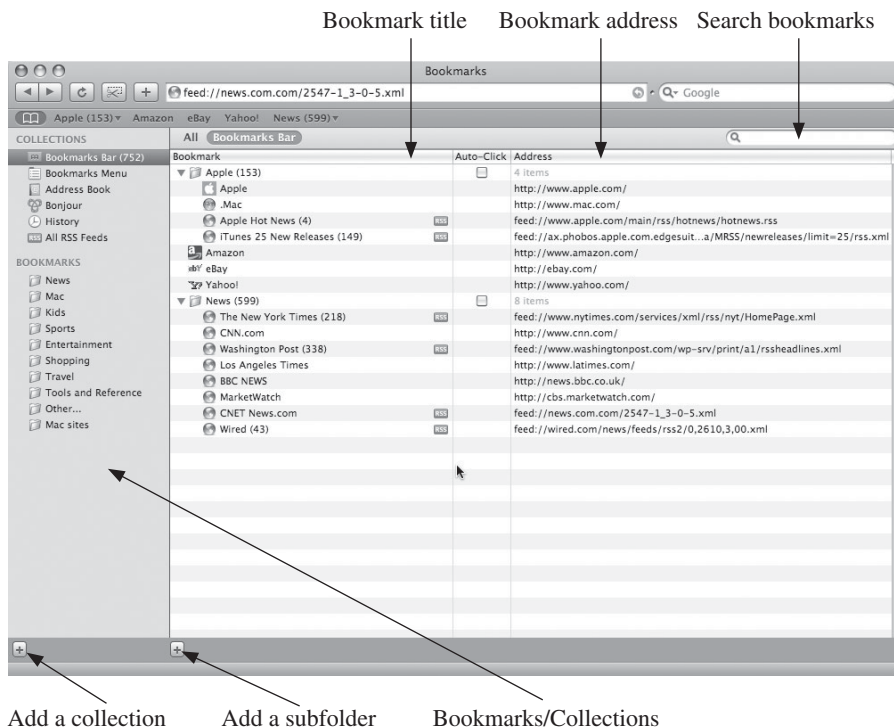 Bookmark title Bookmark address Search bookmarks
Bookmarks
feed://news.com.com/2547-1_3-0-5.xml Google
Apple (153) Amazon eBay Yahoo! News (599)
COLLECTIONS All Bookmarks Bar
Bookmarks Bar (752) Bookmark Auto-Click Address
Bookmarks Menu Apple (153) 4 items
Address Book Apple http://www.apple.com/
Bonjour .Mac http://www.mac.com/
History Apple Hot News (4) RSS feed://www.apple.com/main/rss/hotnews/hotnews.rss
RSS All RSS Feeds iTunes 25 New Releases (149) RSS feed://ax.phobos.apple.com.edgesuit...a/MRSS/newreleases/limit=25/rss.xml
a Amazon http://www.amazon.com/
BOOKMARKS ebY eBay http://ebay.com/
News Y! Yahoo! http://www.yahoo.com/
Mac News (599) 8 items
Kids The New York Times (218) RSS feed://www.nytimes.com/services/xml/rss/nyt/HomePage.xml
Sports CNN.com http://www.cnn.com/
Entertainment Washington Post (338) RSS feed://www.washingtonpost.com/wp-srv/print/a1/rssheadlines.xml
Shopping Los Angeles Times http://www.latimes.com/
Travel BBC NEWS http://news.bbc.co.uk/
Tools and Reference MarketWatch http://cbs.marketwatch.com/
Other... CNET News.com RSS feed://news.com.com/2547-1_3-0-5.xml
Mac sites Wired (43) RSS feed://wired.com/news/feeds/rss2/0,2610,3,00.xml
Add a collection Add a subfolder Bookmarks/Collections